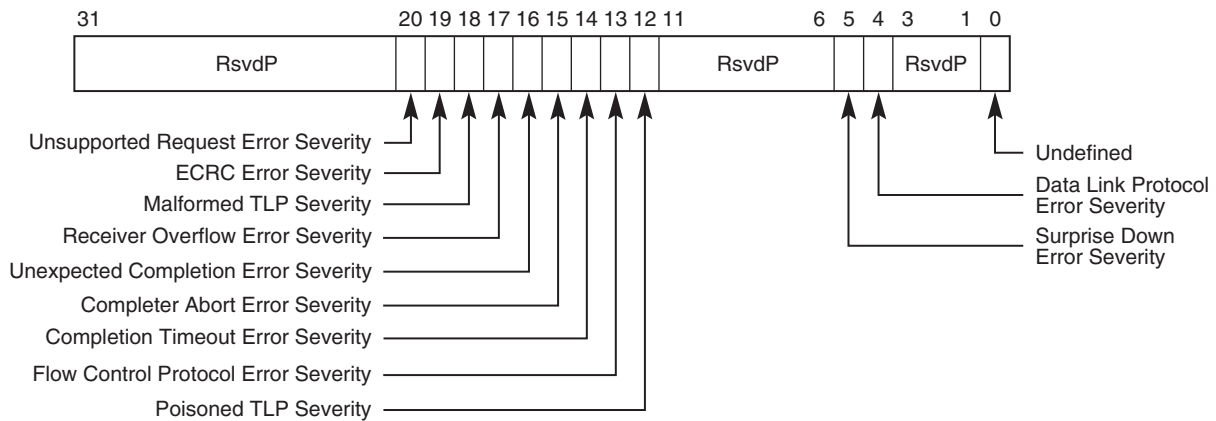 31 20 19 18 17 16 15 14 13 12 11 6 5 4 3 1 0
RsvdP RsvdP RsvdP
Unsupported Request Error Severity
ECRC Error Severity
Malformed TLP Severity
Receiver Overflow Error Severity
Unexpected Completion Error Severity
Completer Abort Error Severity
Completion Timeout Error Severity
Flow Control Protocol Error Severity
Poisoned TLP Severity
Undefined
Data Link Protocol
Error Severity
Surprise Down
Error Severity